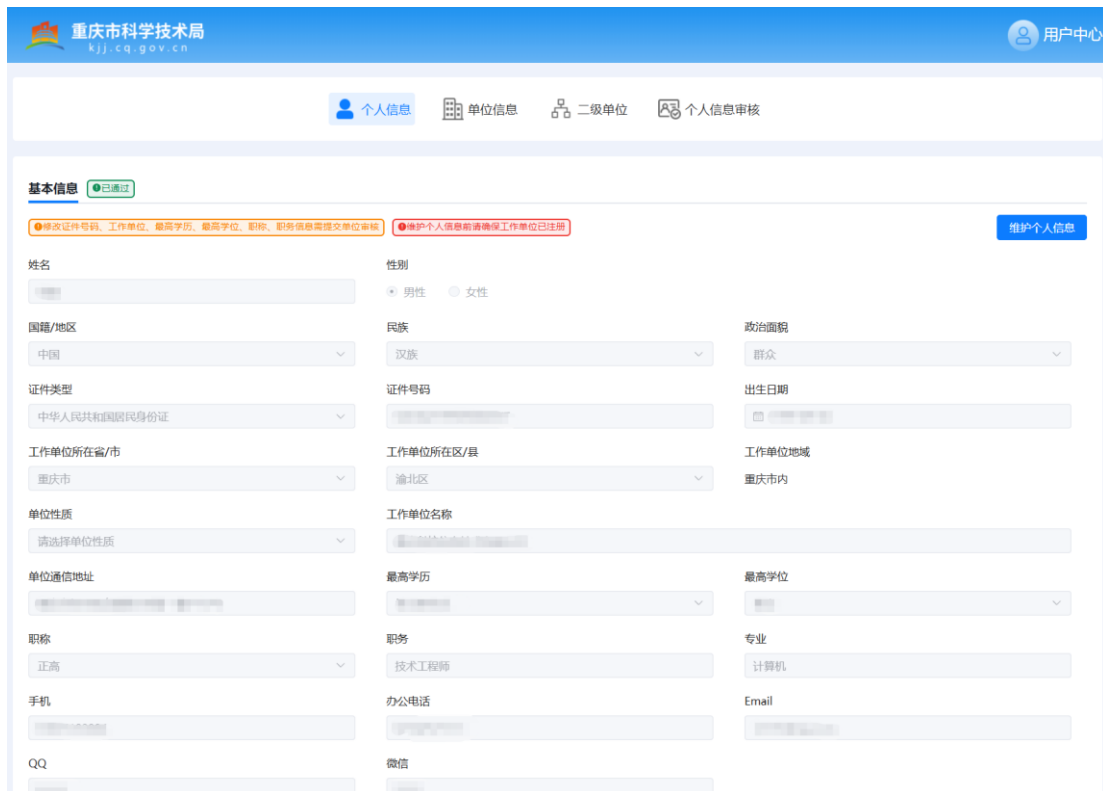 重庆市科学技术局
kjj.cq.gov.cn
用户中心
个人信息 单位信息 二级单位 个人信息审核
基本信息 已通过
修改证件号码、工作单位、最高学历、最高学位、职称、职务信息需提交单位审核 维护个人信息前请确保工作单位已注册 维护个人信息
姓名 性别
男性 女性
国籍/地区 民族 政治面貌
中国 汉族 群众
证件类型 证件号码 出生日期
中华人民共和国居民身份证
工作单位所在省/市 工作单位所在区/县 工作单位地域
重庆市 渝北区 重庆市内
单位性质 工作单位名称
请选择单位性质
单位通信地址 最高学历 最高学位
职称 职务 专业
正高 技术工程师 计算机
手机 办公电话 Email
QQ 微信